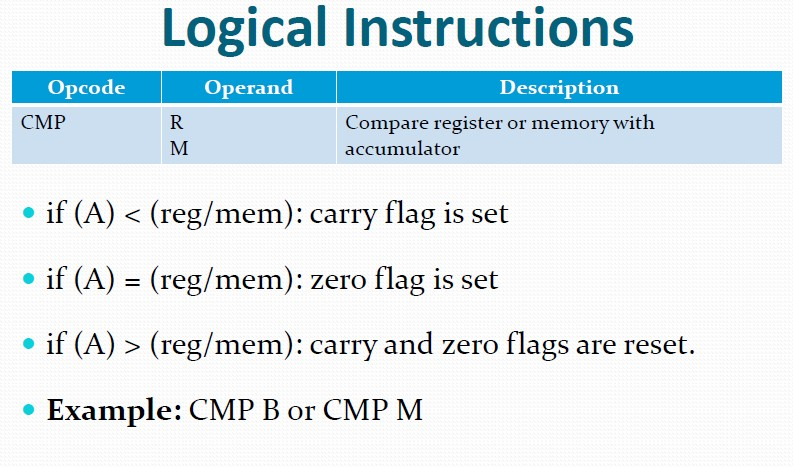 Logical Instructions
Opcode Operand Description
CMP R Compare register or memory with
M accumulator
• if (A) < (reg/mem): carry flag is set
• if (A) = (reg/mem): zero flag is set
• if (A) > (reg/mem): carry and zero flags are reset.
• Example: CMP B or CMP M